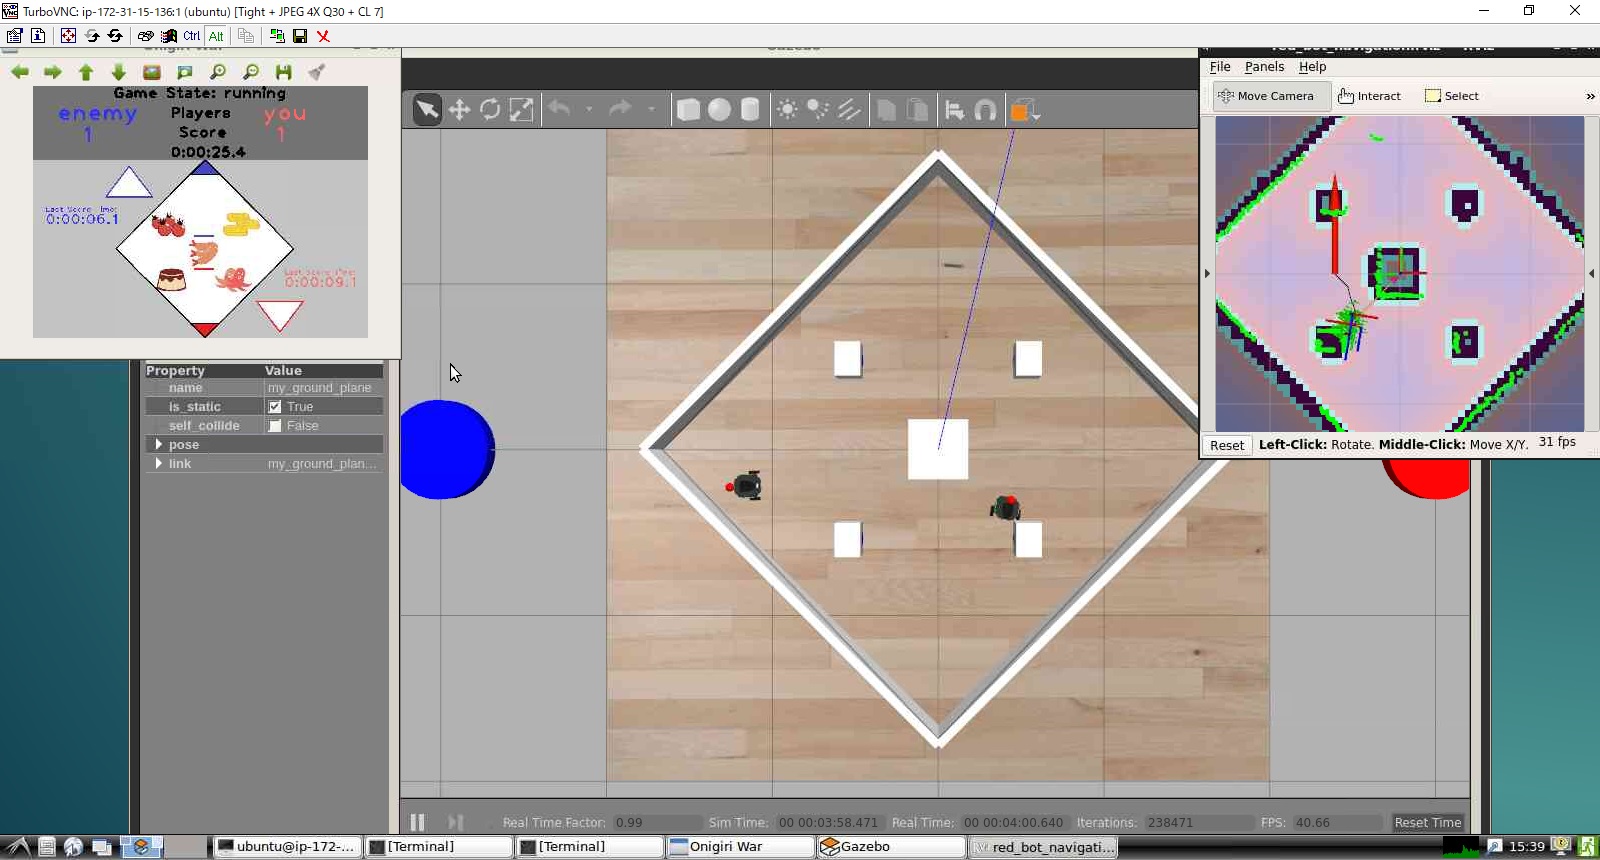 TurboVNC: ip-172-31-15-136:1 (ubuntu) [Tight + JPEG 4X Q30 + CL 7]
Ctrl Alt
Game State: running
enemy Players you
1 Score 1
0:00:25.4
0:00:06.1
Last Score Time:
0:00:09.1
Property Value
name my_ground_plane
is_static True
self_collide False
pose
link my_ground_plan...
File Panels Help
Move Camera Interact Select »
Reset Left-Click: Rotate. Middle-Click: Move X/Y. 31 fps
Real Time Factor: 0.99 Sim Time: 00 00:03:58.471 Real Time: 00 00:04:00.640 Iterations: 238471 FPS: 40.66 Reset Time
ubuntu@ip-172-... [Terminal] [Terminal] Onigiri War Gazebo red_bot_navigati... 15:39